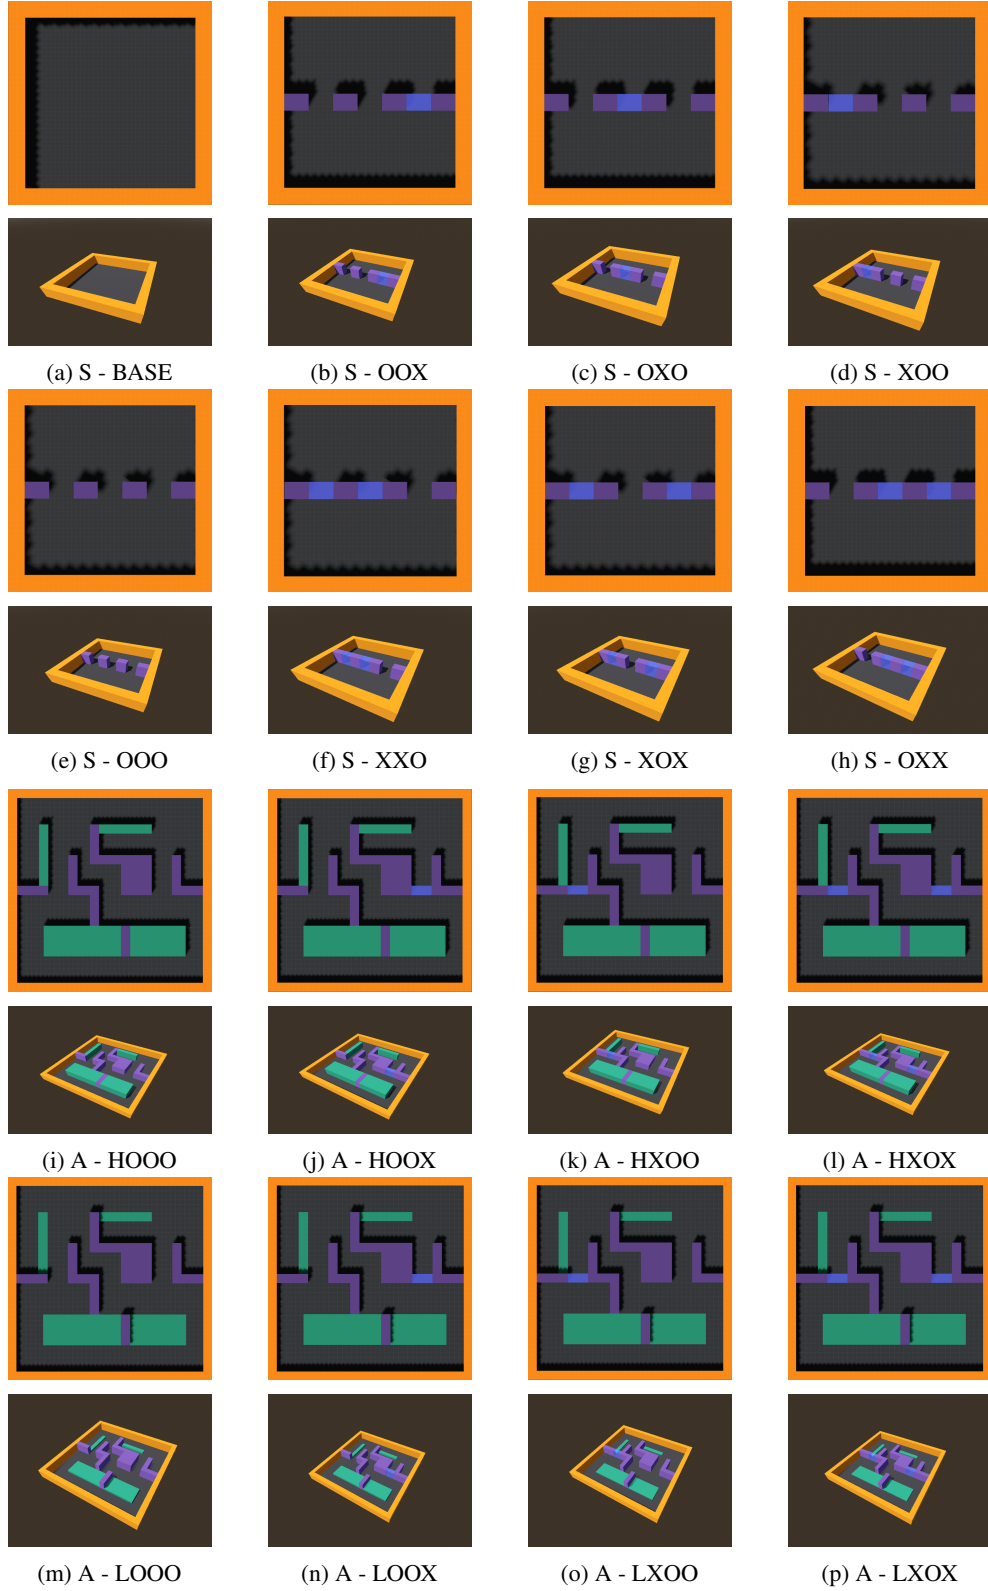 (a) S - BASE
(b) S - OOX
(c) S - OXO
(d) S - XOO
(e) S - OOO
(f) S - XXO
(g) S - XOX
(h) S - OXX
(i) A - HOOO
(j) A - HOOX
(k) A - HXOO
(l) A - HXOX
(m) A - LOOO
(n) A - LOOX
(o) A - LXOO
(p) A - LXOX